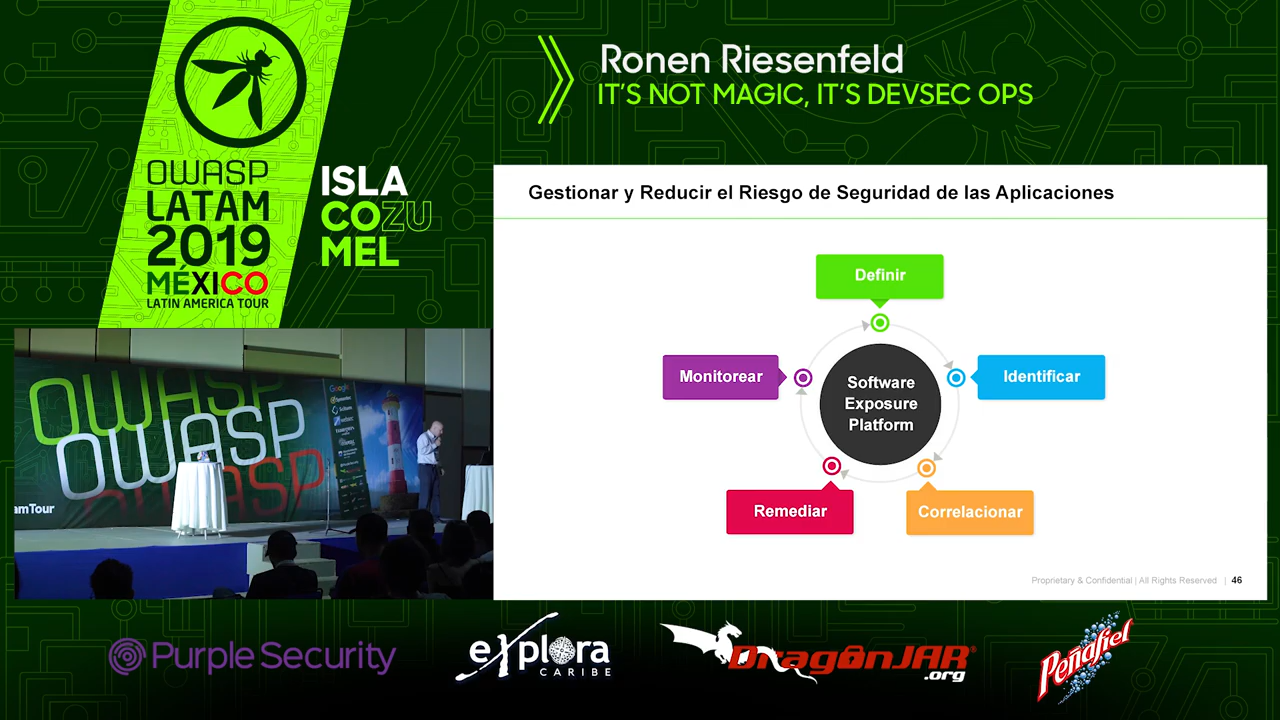 Ronen Riesenfeld
IT'S NOT MAGIC, IT'S DEVSEC OPS
OWASP
LATAM
2019
MÉXICO
LATIN AMERICA TOUR
ISLA
COZU
MEL
Gestionar y Reducir el Riesgo de Seguridad de las Aplicaciones
Definir
Monitorear
Identificar
Software
Exposure
Platform
Remediar
Correlacionar
Proprietary & Confidential | All Rights Reserved | 46
OWASP
OWASP
OWASP
Google
amTour
Purple Security
explora
CARIBE
DragonJAR®
.org
Peñafiel